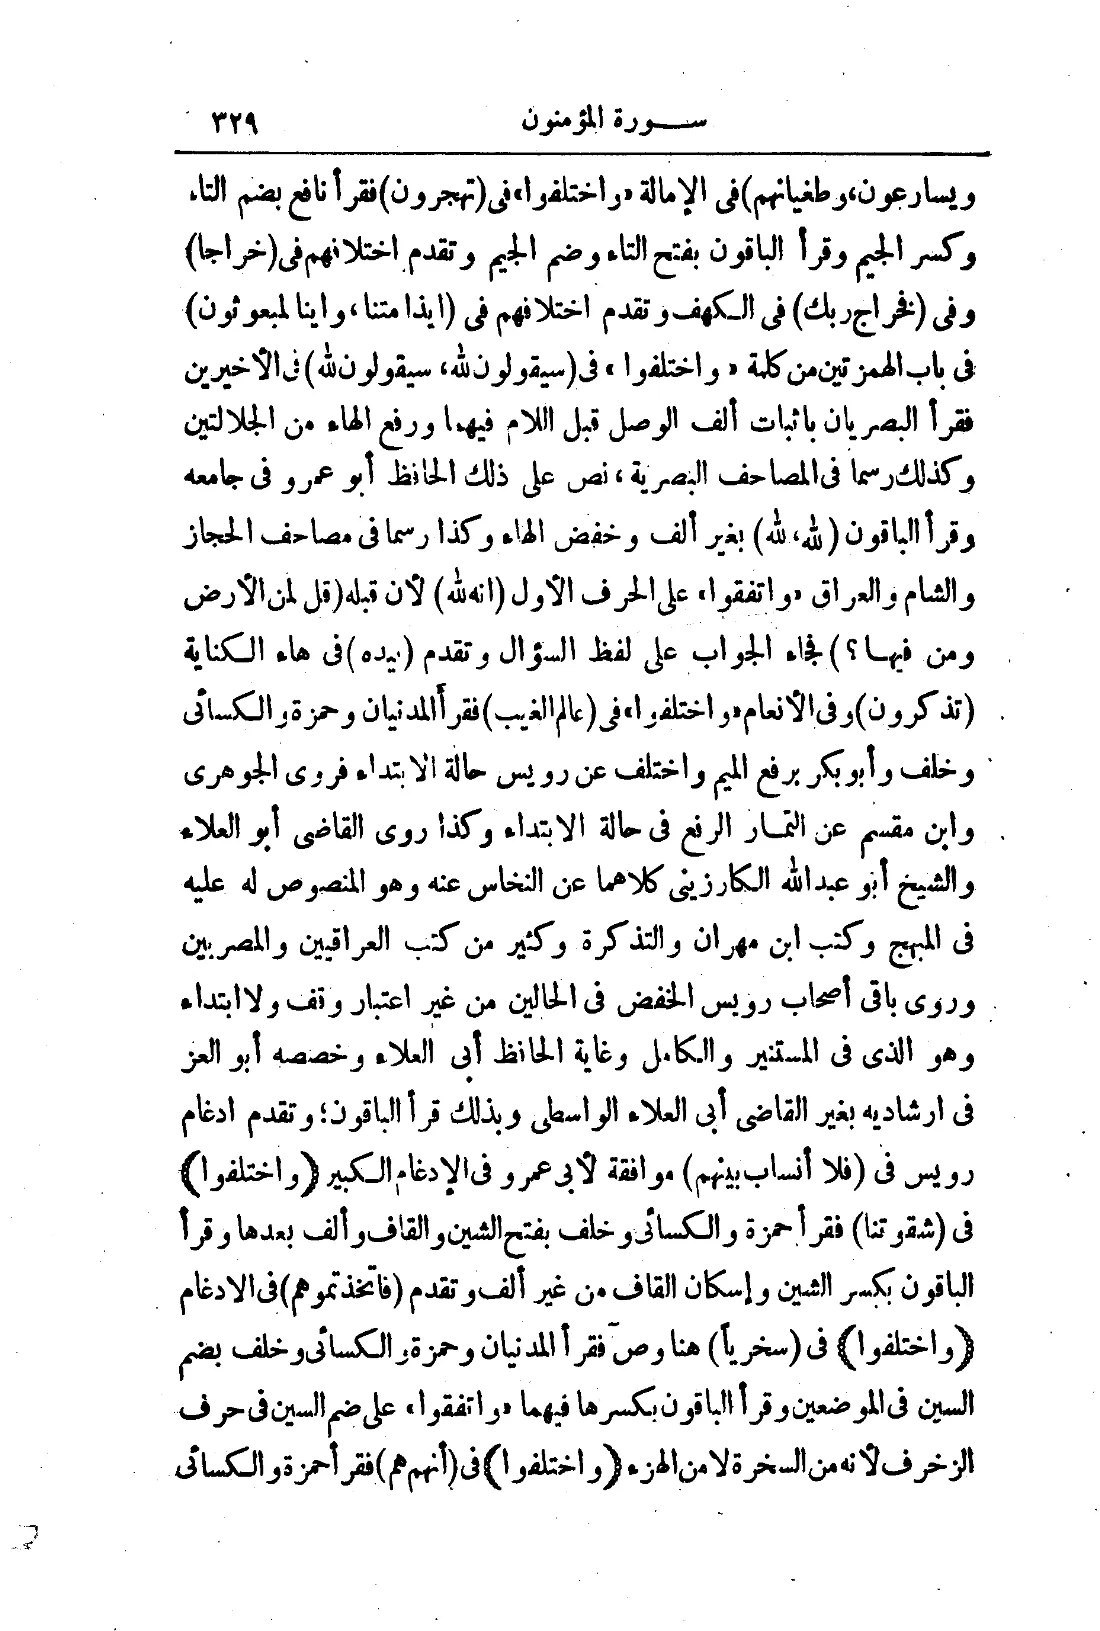 سـورة المؤمنون ٣٢٩
ويسارعون، وطغيانهم) فى الإمالة «واختلفوا» فى (تهجرون) فقرأ نافع بضم التاء
وكسر الجيم وقرأ الباقون بفتح التاء وضم الجيم وتقدم اختلافهم فى (خراجا)
وفى (فخراج ربك) فى الكهف وتقدم اختلافهم فى (ايذا متنا، واينا لمبعوثون)
فى باب الهمزتين من كلمة «واختلفوا» فى (سيقولون لله، سيقولون لله) فى الأخيرين
فقرأ البصريان باثبات ألف الوصل قبل اللام فيهما ورفع الهاء من الجلالتين
وكذلك رسما فى المصاحف البصرية، نص على ذلك الحافظ أبو عمرو فى جامعه
وقرأ الباقون (لله، لله) بغير ألف وخفض الهاء وكذا رسما فى مصاحف الحجاز
والشام والعراق «واتفقوا» على الحرف الأول (انه لله) لأن قبله (قل لمن الأرض
ومن فيهـا؟) فجاء الجواب على لفظ السؤال وتقدم (بيده) فى هاء الكناية
(تذكرون) وفى الأنعام «واختلفوا» فى (عالم الغيب) فقرأ المدنيان وحمزة والكسائى
وخلف وأبو بكر برفع الميم واختلف عن رويس حالة الابتداء فروى الجوهرى
وابن مقسم عن التمـار الرفع فى حالة الابتداء وكذا روى القاضى أبو العلاء
والشيخ أبو عبد الله الكارزينى كلاهما عن النخاس عنه وهو المنصوص له عليه
فى المبهج وكتب ابن مهران والتذكرة وكثير من كتب العراقيين والمصريين
وروى باقى أصحاب رويس الخفض فى الحالين من غير اعتبار وقف ولا ابتداء
وهو الذى فى المستنير والكامل وغاية الحافظ أبى العلاء وخصصه أبو العز
فى ارشاديه بغير القاضى أبى العلاء الواسطى وبذلك قرأ الباقون؛ وتقدم ادغام
رويس فى (فلا أنساب بينهم) موافقة لأبى عمرو فى الإدغام الكبير (واختلفوا)
فى (شقوتنا) فقرأ حمزة والكسائى وخلف بفتح الشين والقاف وألف بعدها وقرأ
الباقون بكسر الشين وإسكان القاف من غير ألف وتقدم (فاتخذتموهم) فى الادغام
(واختلفوا) فى (سخرياً) هنا وصۤ فقرأ المدنيان وحمزة والكسائى وخلف بضم
السين فى الموضعين وقرأ الباقون بكسرها فيهما «واتفقوا» على ضم السين فى حرف
الزخرف لأنه من السخرة لا من الهزء (واختلفوا) فى (أنهم هم) فقرأ حمزة والكسائى